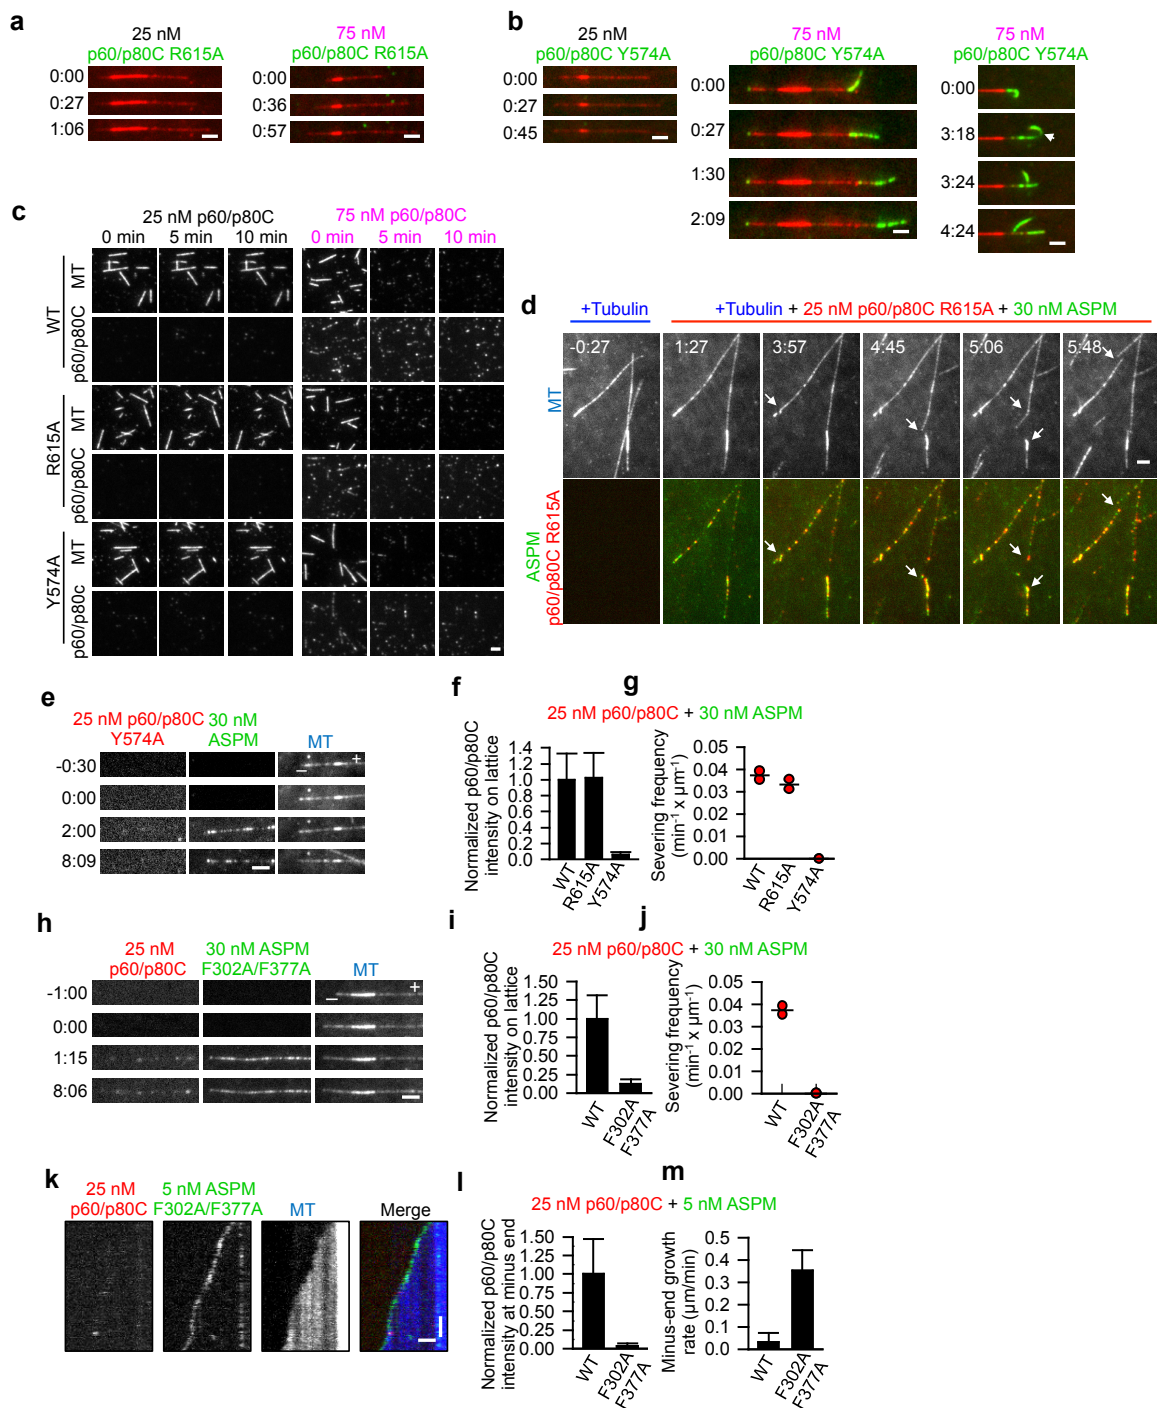 a
25 nM
p60/p80C R615A
0:00
0:27
1:06
75 nM
p60/p80C R615A
0:00
0:36
0:57
b
25 nM
p60/p80C Y574A
0:00
0:27
0:45
75 nM
p60/p80C Y574A
0:00
0:27
1:30
2:09
75 nM
p60/p80C Y574A
0:00
3:18
3:24
4:24
c
25 nM p60/p80C
0 min 5 min 10 min
75 nM p60/p80C
0 min 5 min 10 min
WT
MT
p60/p80C
R615A
MT
p60/p80C
Y574A
MT
p60/p80c
d
+Tubulin
+Tubulin + 25 nM p60/p80C R615A + 30 nM ASPM
-0:27 1:27 3:57 4:45 5:06 5:48
MT
ASPM
p60/p80C R615A
e
25 nM p60/p80C
Y574A
30 nM
ASPM
MT
-0:30
0:00
2:00
8:09
− +
f
g
25 nM p60/p80C + 30 nM ASPM
Normalized p60/p80C
intensity on lattice
1.4
1.2
1.0
0.8
0.6
0.4
0.2
0.0
WT
R615A
Y574A
Severing frequency
(min-1 x µm-1)
0.05
0.04
0.03
0.02
0.01
0.00
WT
R615A
Y574A
h
25 nM
p60/p80C
30 nM ASPM
F302A/F377A
MT
-1:00
0:00
1:15
8:06
− +
i
j
25 nM p60/p80C + 30 nM ASPM
Normalized p60/p80C
intensity on lattice
1.50
1.25
1.00
0.75
0.50
0.25
0.00
WT
F302A
F377A
Severing frequency
(min-1 x µm-1)
0.05
0.04
0.03
0.02
0.01
0.00
WT
F302A
F377A
k
25 nM
p60/p80C
5 nM ASPM
F302A/F377A
MT
Merge
l
m
25 nM p60/p80C + 5 nM ASPM
Normalized p60/p80C
intensity at minus end
1.50
1.25
1.00
0.75
0.50
0.25
0.00
WT
F302A
F377A
Minus-end growth
rate (µm/min)
0.5
0.4
0.3
0.2
0.1
0.0
WT
F302A
F377A